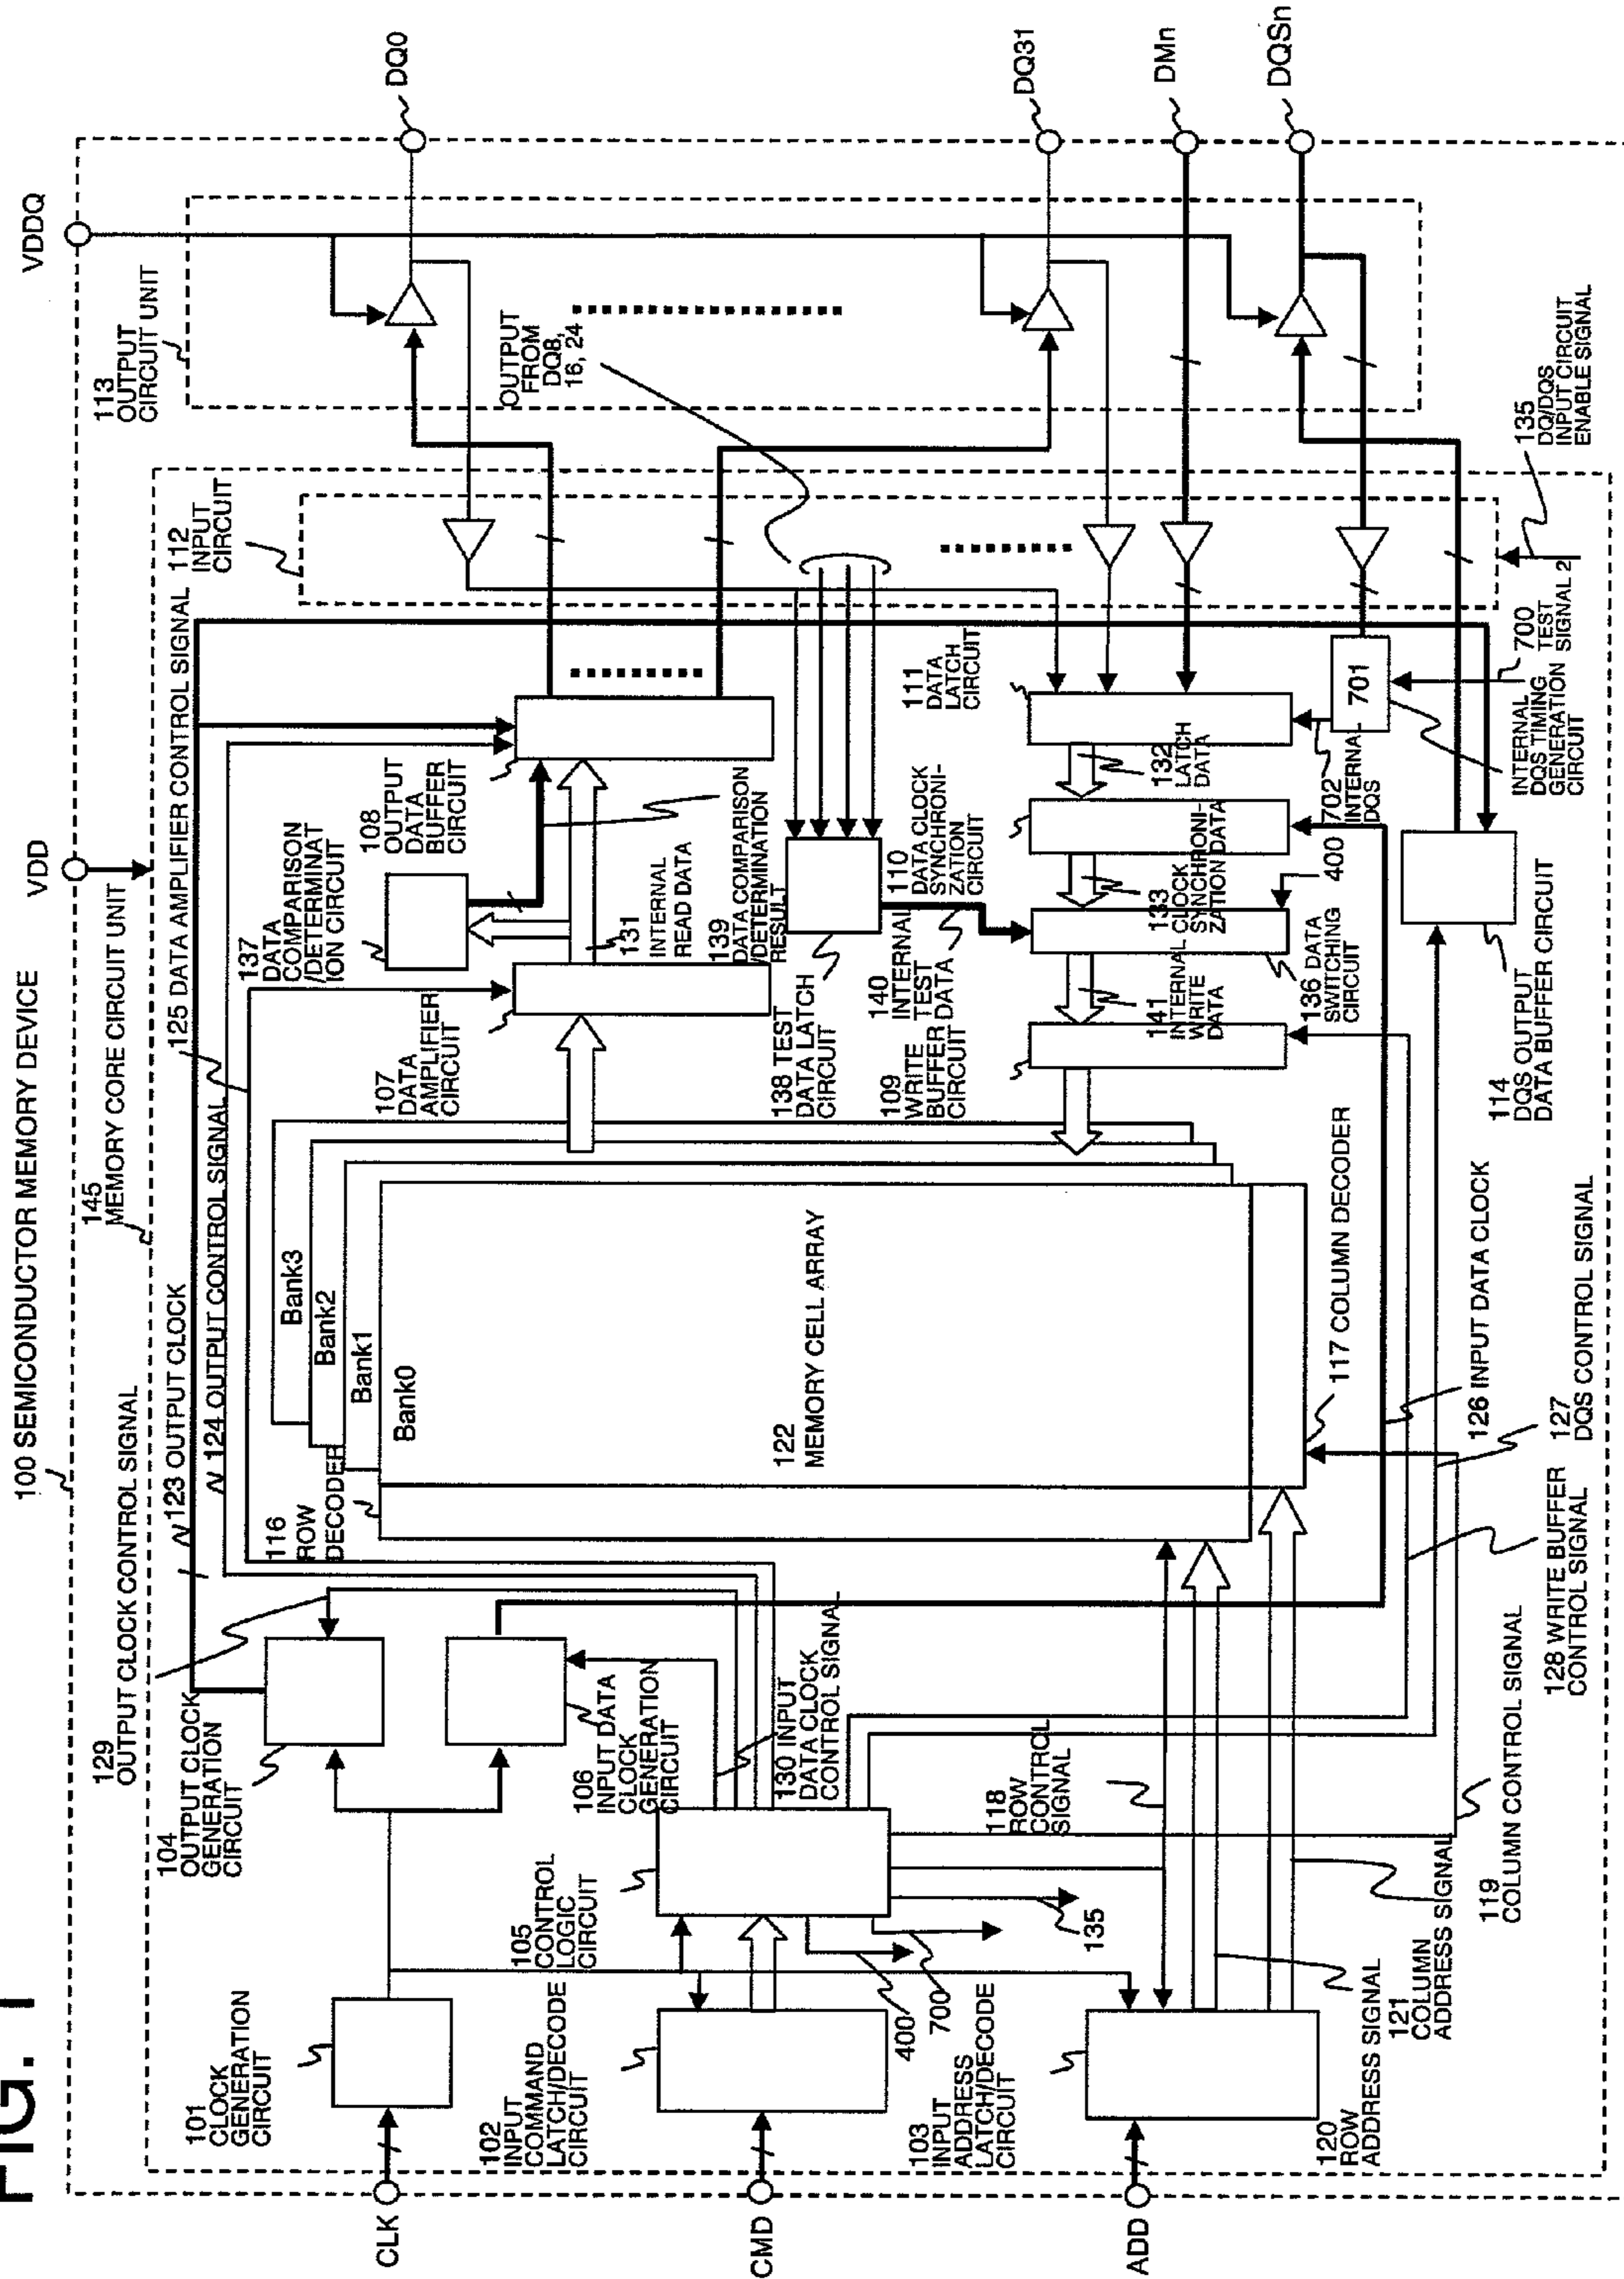 FIG. 1
100 SEMICONDUCTOR MEMORY DEVICE
VDD
VDDQ
145
MEMORY CORE CIRCUIT UNIT
113
OUTPUT
CIRCUIT UNIT
129
OUTPUT CLOCK CONTROL SIGNAL
123 OUTPUT CLOCK
124 OUTPUT CONTROL SIGNAL
125 DATA AMPLIFIER CONTROL SIGNAL
112
INPUT
CIRCUIT
101
CLOCK
GENERATION
CIRCUIT
104
OUTPUT CLOCK
GENERATION
CIRCUIT
116
ROW
DECODER
Bank3
Bank2
Bank1
Bank0
107
DATA
AMPLIFIER
CIRCUIT
137
DATA
COMPARISON
/DETERMINAT
ION CIRCUIT
108
OUTPUT
DATA
BUFFER
CIRCUIT
DQ0
CLK
102
INPUT
COMMAND
LATCH/DECODE
CIRCUIT
105
CONTROL
LOGIC
CIRCUIT
106
INPUT DATA
CLOCK
GENERATION
CIRCUIT
130 INPUT
DATA CLOCK
CONTROL SIGNAL
122
MEMORY CELL ARRAY
131
INTERNAL
READ DATA
139
DATA COMPARISON
/DETERMINATION
RESULT
OUTPUT
FROM
DQ8,
16, 24
CMD
138 TEST
DATA LATCH
CIRCUIT
140
INTERNAL
TEST
DATA
109
WRITE
BUFFER
CIRCUIT
110
DATA CLOCK
SYNCHRONI-
ZATION
CIRCUIT
111
DATA
LATCH
CIRCUIT
400
700
135
103
INPUT
ADDRESS
LATCH/DECODE
CIRCUIT
118
ROW
CONTROL
SIGNAL
DQ31
ADD
141
INTERNAL
WRITE
DATA
133
CLOCK
SYNCHRONI-
ZATION DATA
132
LATCH
DATA
DMn
136 DATA
SWITCHING
CIRCUIT
400
702
INTERNAL
DQS
701
DQSn
117 COLUMN DECODER
120
ROW
ADDRESS SIGNAL
121
COLUMN
ADDRESS SIGNAL
119
COLUMN CONTROL SIGNAL
128 WRITE BUFFER
CONTROL SIGNAL
126 INPUT DATA CLOCK
127
DQS CONTROL SIGNAL
114
DQS OUTPUT
DATA BUFFER CIRCUIT
INTERNAL
DQS TIMING
GENERATION
CIRCUIT
700
TEST
SIGNAL 2
135
DQ/DQS
INPUT CIRCUIT
ENABLE SIGNAL